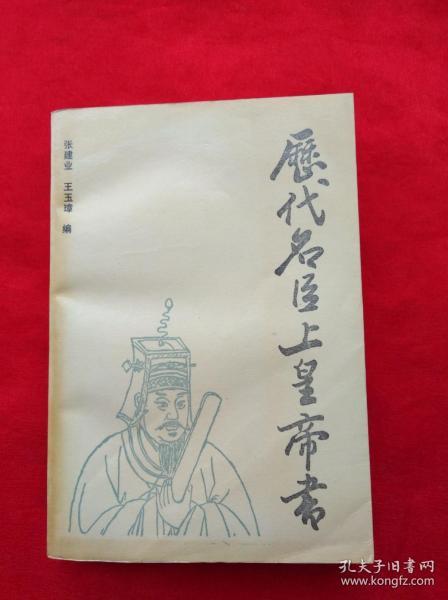 歷代名臣上皇帝書
张建业 王玉璋 编
孔夫子旧书网
www.kongfz.com